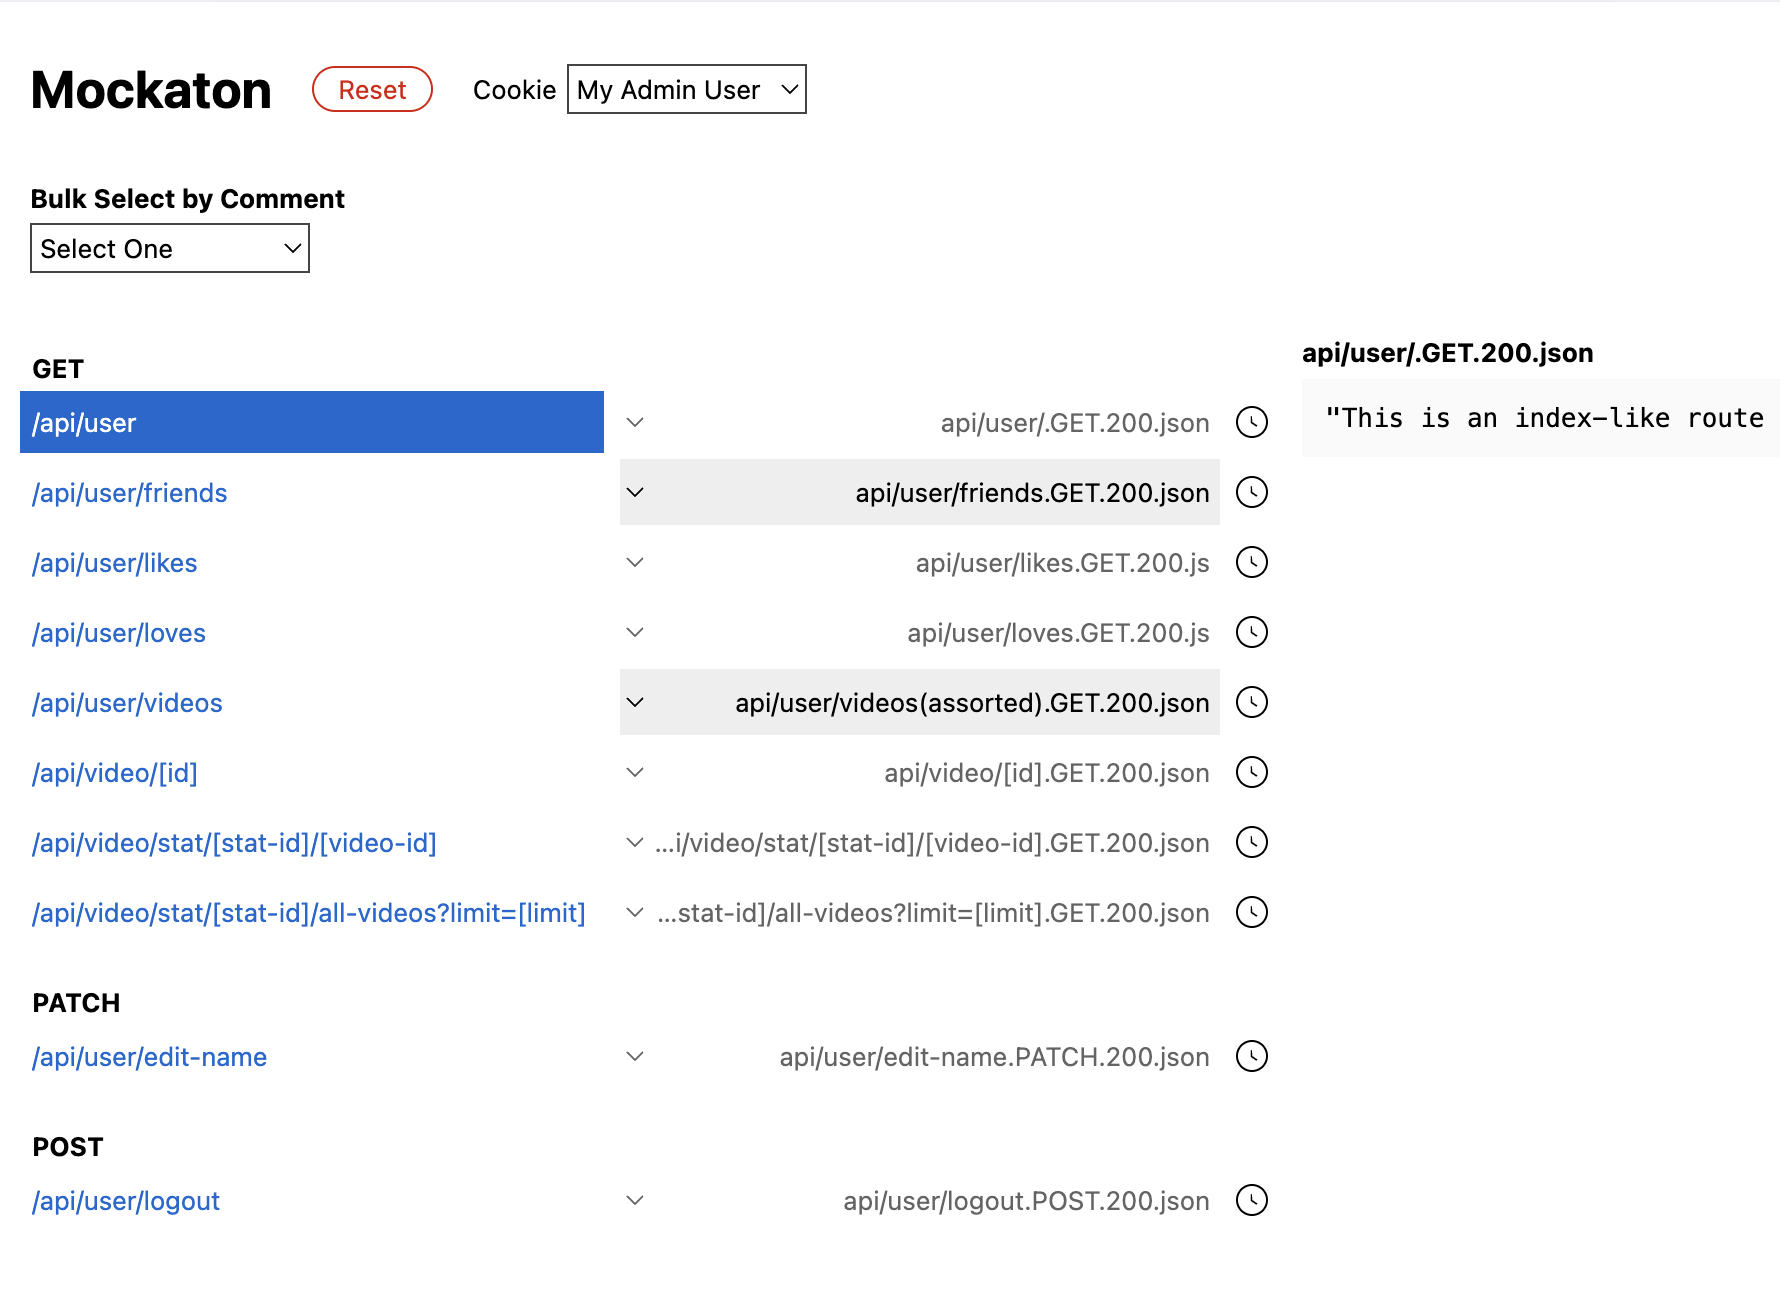 Mockaton Reset Cookie My Admin User
Bulk Select by Comment
Select One
GET
/api/user api/user/.GET.200.json
/api/user/friends api/user/friends.GET.200.json
/api/user/likes api/user/likes.GET.200.js
/api/user/loves api/user/loves.GET.200.js
/api/user/videos api/user/videos(assorted).GET.200.json
/api/video/[id] api/video/[id].GET.200.json
/api/video/stat/[stat-id]/[video-id] ...i/video/stat/[stat-id]/[video-id].GET.200.json
/api/video/stat/[stat-id]/all-videos?limit=[limit] ...stat-id]/all-videos?limit=[limit].GET.200.json
PATCH
/api/user/edit-name api/user/edit-name.PATCH.200.json
POST
/api/user/logout api/user/logout.POST.200.json
api/user/.GET.200.json
"This is an index-like route